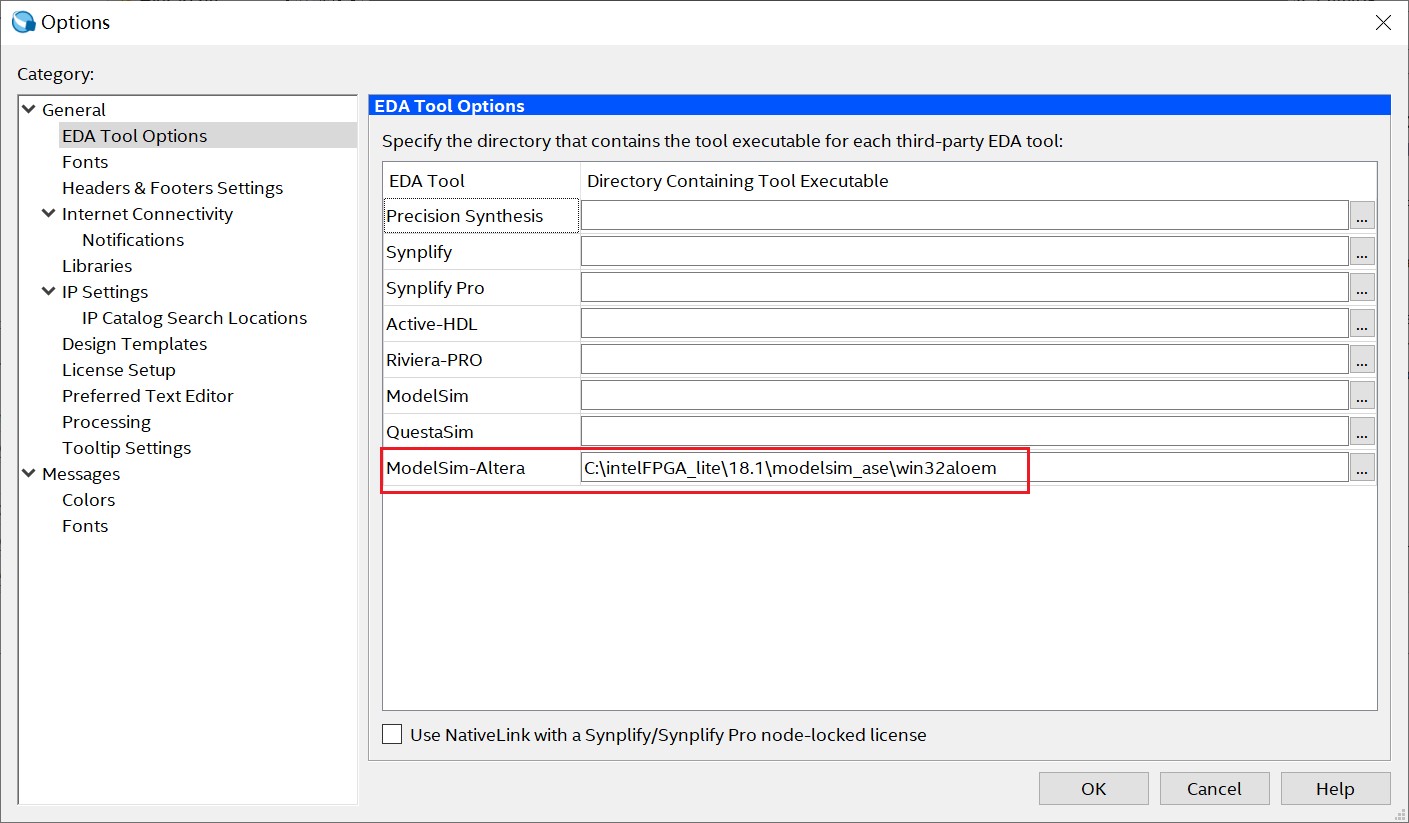 Options
Category:
General
EDA Tool Options
Fonts
Headers & Footers Settings
Internet Connectivity
Notifications
Libraries
IP Settings
IP Catalog Search Locations
Design Templates
License Setup
Preferred Text Editor
Processing
Tooltip Settings
Messages
Colors
Fonts
EDA Tool Options
Specify the directory that contains the tool executable for each third-party EDA tool:
EDA Tool Directory Containing Tool Executable
Precision Synthesis ...
Synplify ...
Synplify Pro ...
Active-HDL ...
Riviera-PRO ...
ModelSim ...
QuestaSim ...
ModelSim-Altera C:\intelFPGA_lite\18.1\modelsim_ase\win32aloem ...
Use NativeLink with a Synplify/Synplify Pro node-locked license
OK Cancel Help